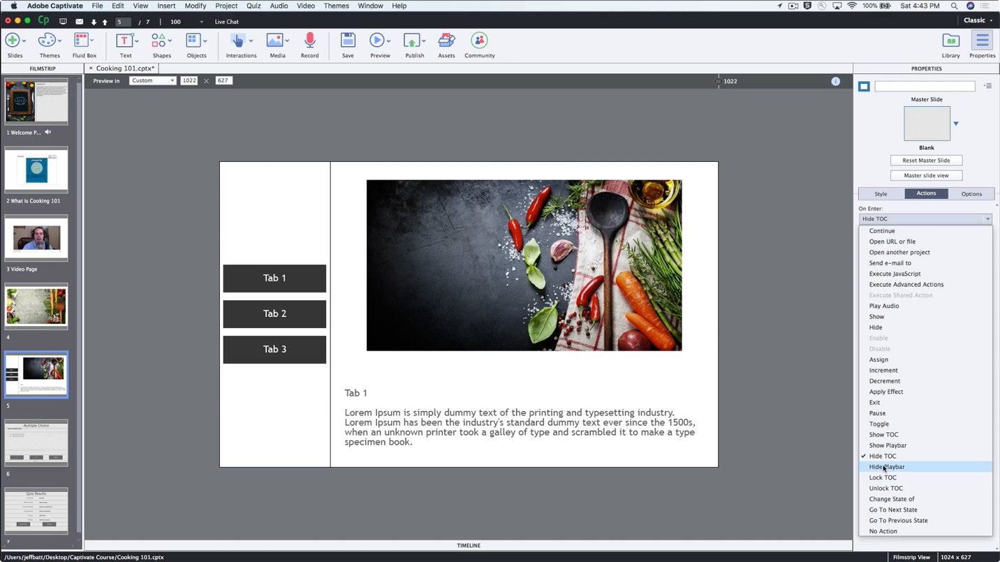 Adobe Captivate File Edit View Insert Modify Project Quiz Audio Video Themes Window Help 100% Sat 4:43 PM
Cp 5 / 7 100 Live Chat Classic
Slides Themes Fluid Box Text Shapes Objects Interactions Media Record Save Preview Publish Assets Community Library Properties
FILMSTRIP × Cooking 101.cptx* PROPERTIES
Preview in Custom 1022 × 627 1022
1 Welcome P...
2 What is Cooking 101
3 Video Page
4
5
Multiple Choice
6
Quiz Results
7
Tab 1
Tab 2
Tab 3
Tab 1
Lorem Ipsum is simply dummy text of the printing and typesetting industry.
Lorem Ipsum has been the industry's standard dummy text ever since the 1500s,
when an unknown printer took a galley of type and scrambled it to make a type
specimen book.
TIMELINE
Master Slide
Blank
Reset Master Slide
Master slide view
Style Actions Options
On Enter:
Hide TOC
Continue
Open URL or file
Open another project
Send e-mail to
Execute JavaScript
Execute Advanced Actions
Execute Shared Action
Play Audio
Show
Hide
Enable
Disable
Assign
Increment
Decrement
Apply Effect
Exit
Pause
Toggle
Show TOC
Show Playbar
✓ Hide TOC
Hide Playbar
Lock TOC
Unlock TOC
Change State of
Go To Next State
Go To Previous State
No Action
/Users/jeffbatt/Desktop/Captivate Course/Cooking 101.cptx Filmstrip View 1024 x 627